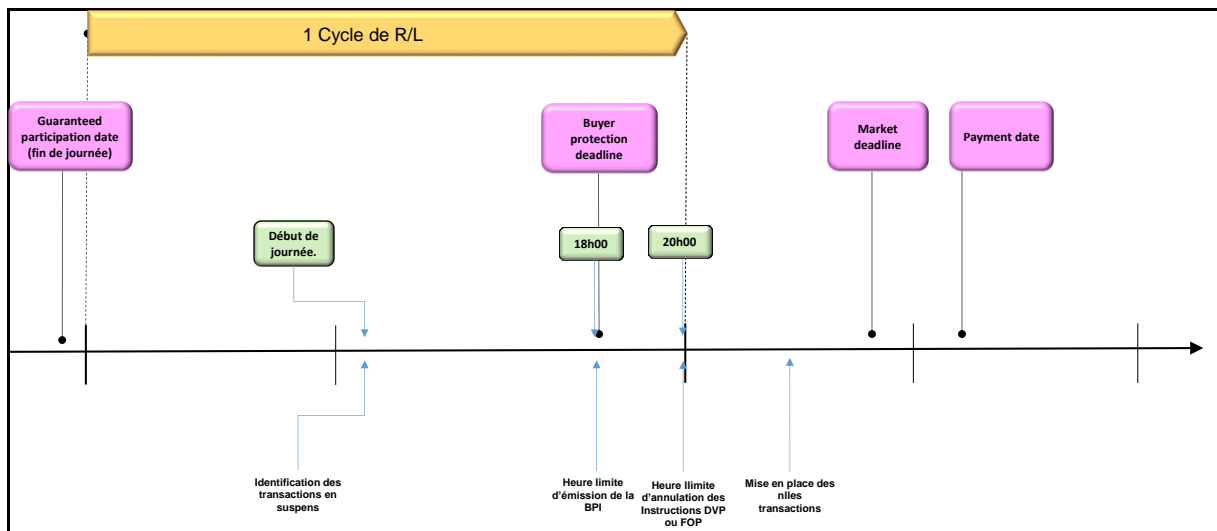 1 Cycle de R/L
Guaranteed
participation date
(fin de journée)
Buyer
protection
deadline
Market
deadline
Payment date
Début de
journée.
18h00
20h00
Identification des
transactions en
suspens
Heure limite
d'émission de la
BPI
Heure Ilimite
d'annulation des
Instructions DVP
ou FOP
Mise en place des
nlles
transactions